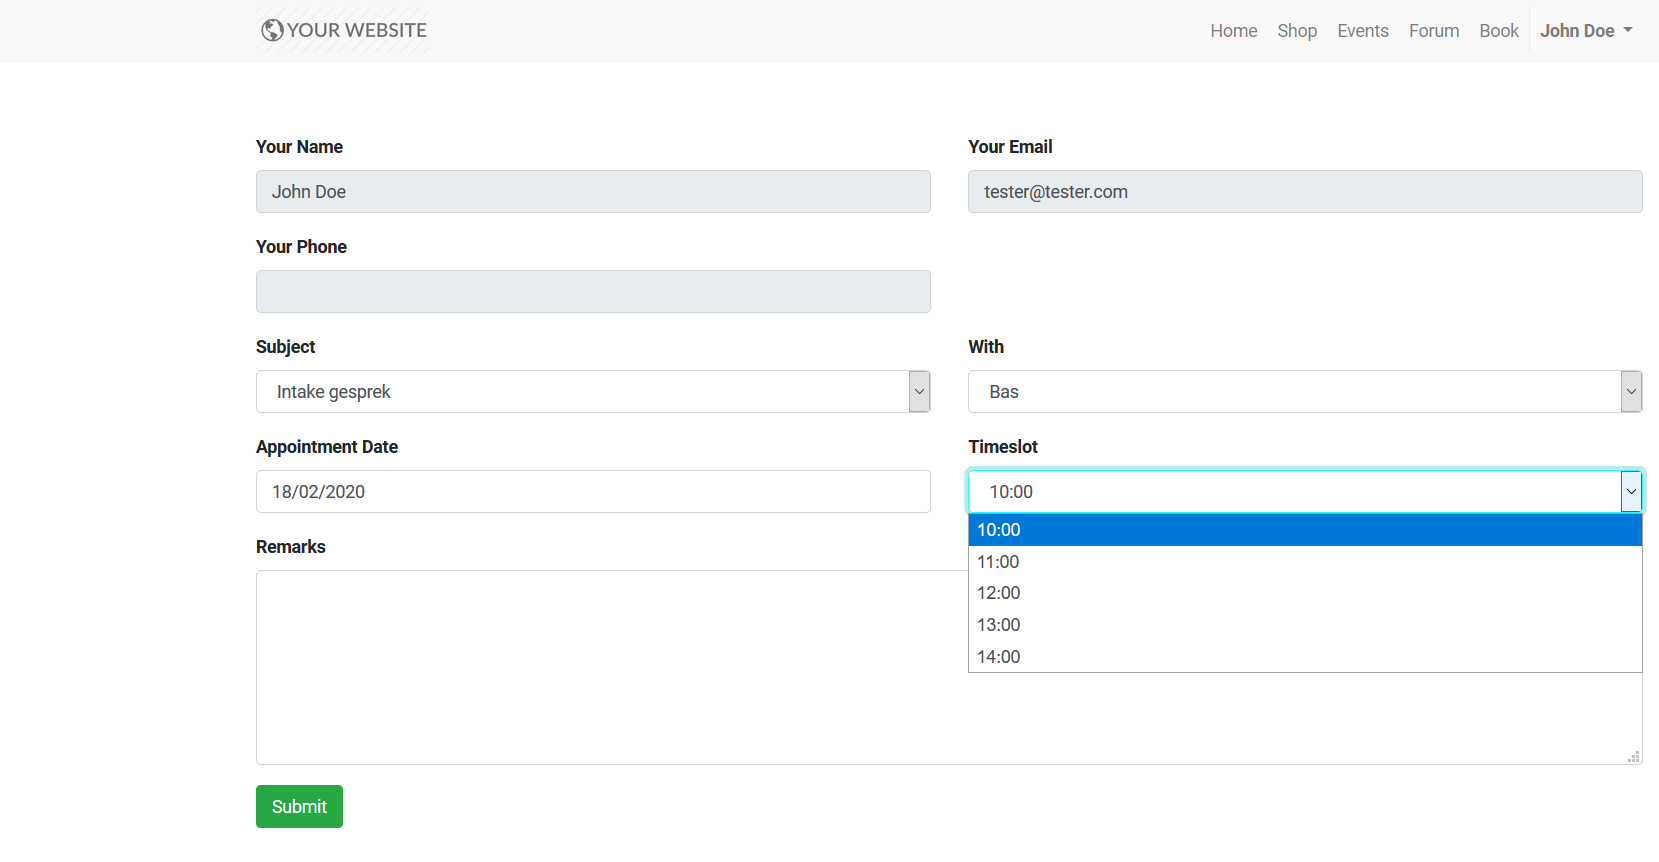 YOUR WEBSITE Home Shop Events Forum Book John Doe
Your Name Your Email
John Doe tester@tester.com
Your Phone
Subject With
Intake gesprek Bas
Appointment Date Timeslot
18/02/2020 10:00
10:00
Remarks
11:00
12:00
13:00
14:00
Submit